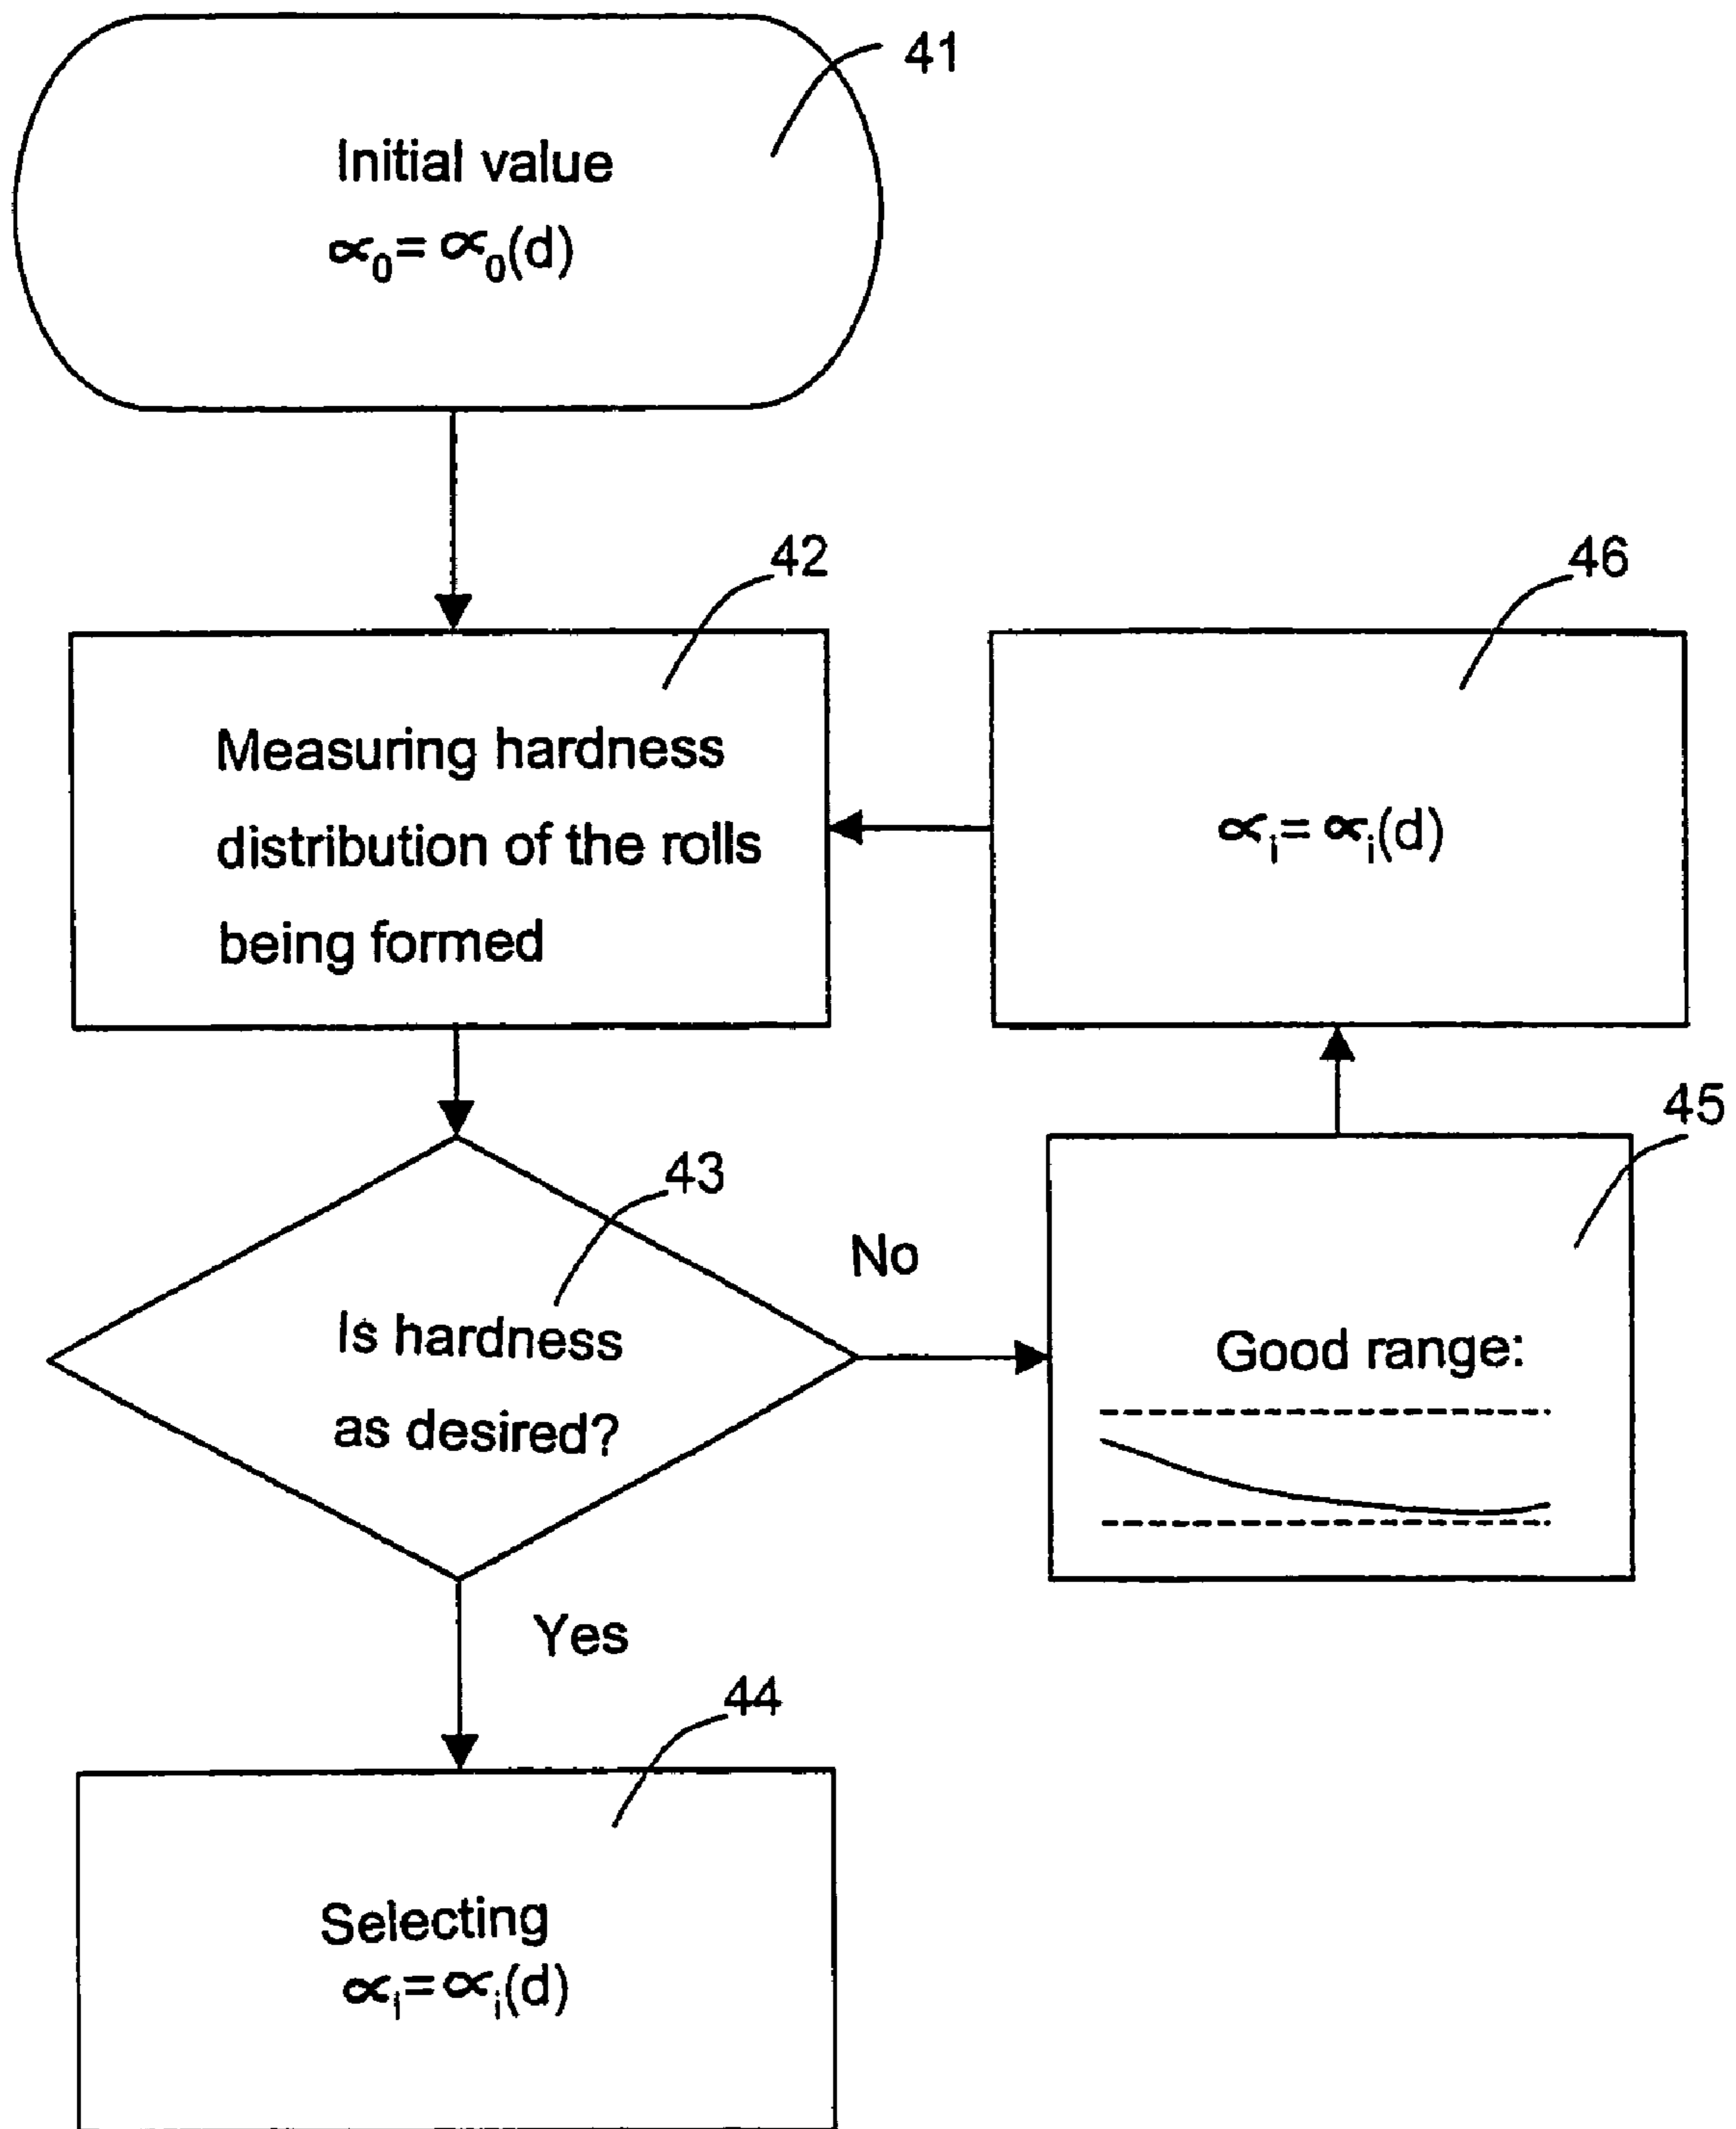 41
Initial value
∝₀= ∝₀(d)
42
Measuring hardness
distribution of the rolls
being formed
46
∝ᵢ= ∝ᵢ(d)
43
Is hardness
as desired?
No
45
Good range:
Yes
44
Selecting
∝ᵢ= ∝ᵢ(d)